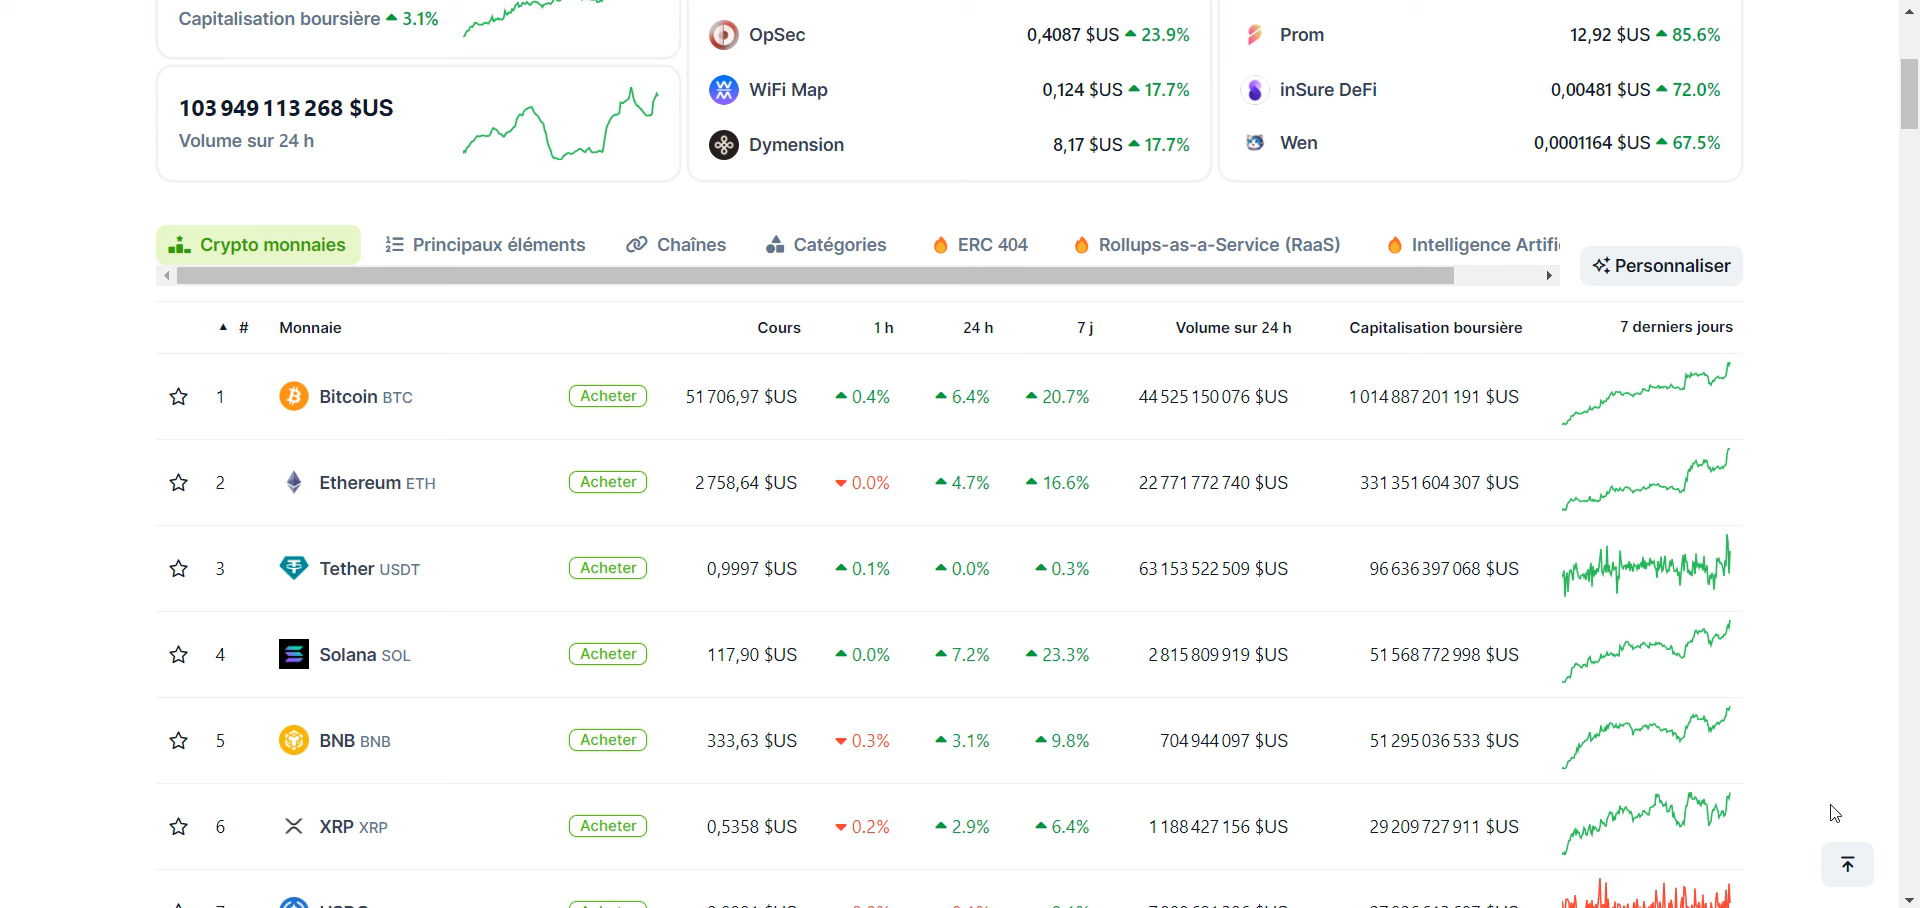 Capitalisation boursière 3.1%
103 949 113 268 $US
Volume sur 24 h
OpSec 0,4087 $US 23.9%
WiFi Map 0,124 $US 17.7%
Dymension 8,17 $US 17.7%
Prom 12,92 $US 85.6%
inSure DeFi 0,00481 $US 72.0%
Wen 0,0001164 $US 67.5%
Crypto monnaies Principaux éléments Chaînes Catégories ERC 404 Rollups-as-a-Service (RaaS) Intelligence Artifi
Personnaliser
# Monnaie Cours 1 h 24 h 7 j Volume sur 24 h Capitalisation boursière 7 derniers jours
1 Bitcoin BTC Acheter 51 706,97 $US 0.4% 6.4% 20.7% 44 525 150 076 $US 1 014 887 201 191 $US
2 Ethereum ETH Acheter 2 758,64 $US 0.0% 4.7% 16.6% 22 771 772 740 $US 331 351 604 307 $US
3 Tether USDT Acheter 0,9997 $US 0.1% 0.0% 0.3% 63 153 522 509 $US 96 636 397 068 $US
4 Solana SOL Acheter 117,90 $US 0.0% 7.2% 23.3% 2 815 809 919 $US 51 568 772 998 $US
5 BNB BNB Acheter 333,63 $US 0.3% 3.1% 9.8% 704 944 097 $US 51 295 036 533 $US
6 XRP XRP Acheter 0,5358 $US 0.2% 2.9% 6.4% 1 188 427 156 $US 29 209 727 911 $US